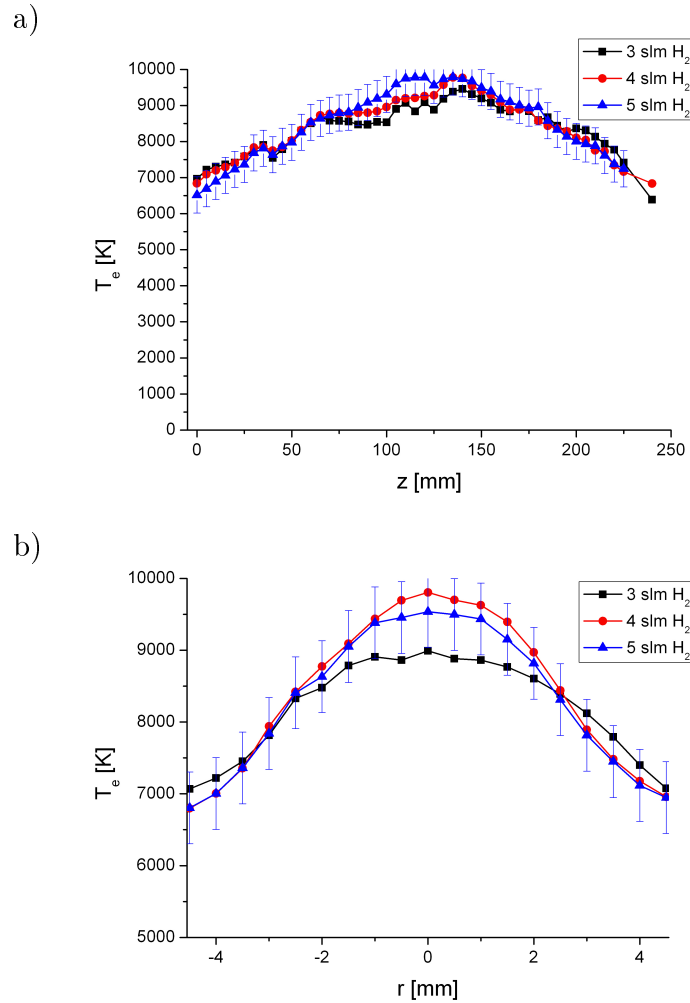 a)
3 slm H₂
4 slm H₂
5 slm H₂
10000
9000
8000
7000
6000
5000
4000
3000
2000
1000
0
Tₑ [K]
0 50 100 150 200 250
z [mm]
b)
3 slm H₂
4 slm H₂
5 slm H₂
10000
9000
8000
7000
6000
5000
Tₑ [K]
-4 -2 0 2 4
r [mm]